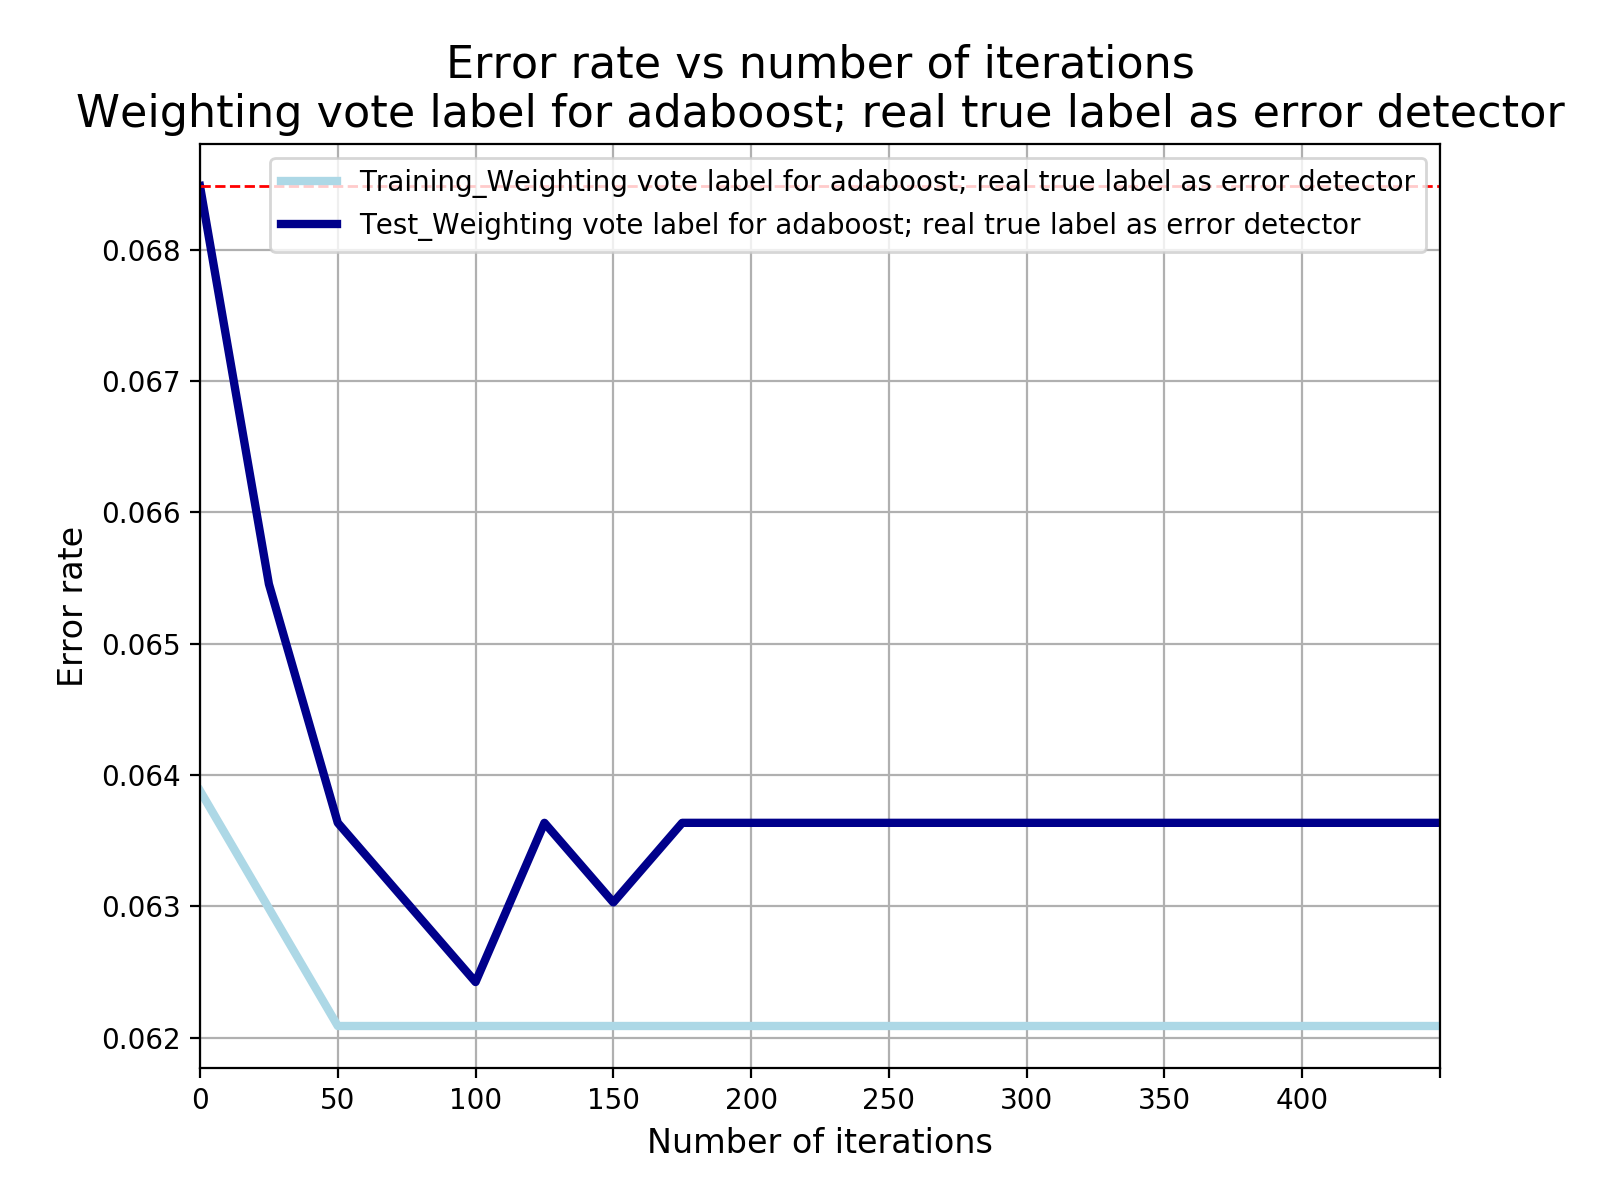 Error rate vs number of iterations
Weighting vote label for adaboost; real true label as error detector
Training_Weighting vote label for adaboost; real true label as error detector
Test_Weighting vote label for adaboost; real true label as error detector
0.068
0.067
0.066
0.065
0.064
0.063
0.062
Error rate
0 50 100 150 200 250 300 350 400
Number of iterations